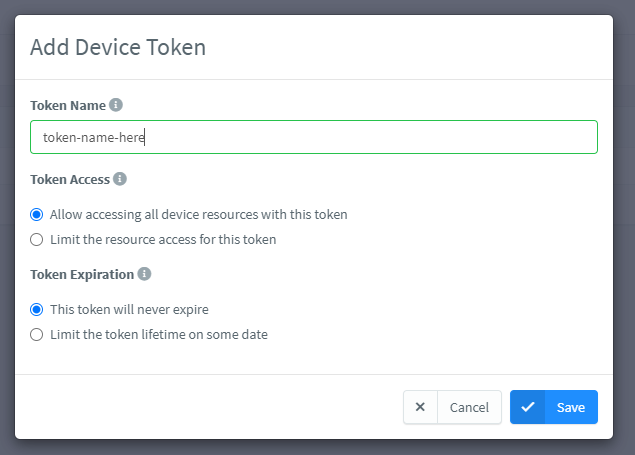 Add Device Token
Token Name
token-name-here
Token Access
Allow accessing all device resources with this token
Limit the resource access for this token
Token Expiration
This token will never expire
Limit the token lifetime on some date
Cancel
Save